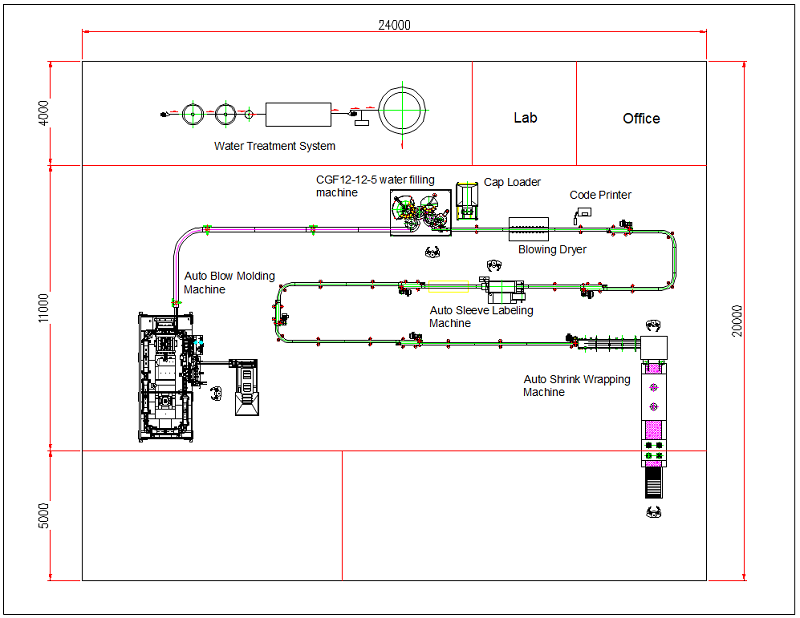 24000
4000
Lab
Office
Water Treatment System
CGF12-12-5 water filling
machine
Cap Loader
Code Printer
Blowing Dryer
Auto Blow Molding
Machine
11000
Auto Sleeve Labeling
Machine
20000
Auto Shrink Wrapping
Machine
5000